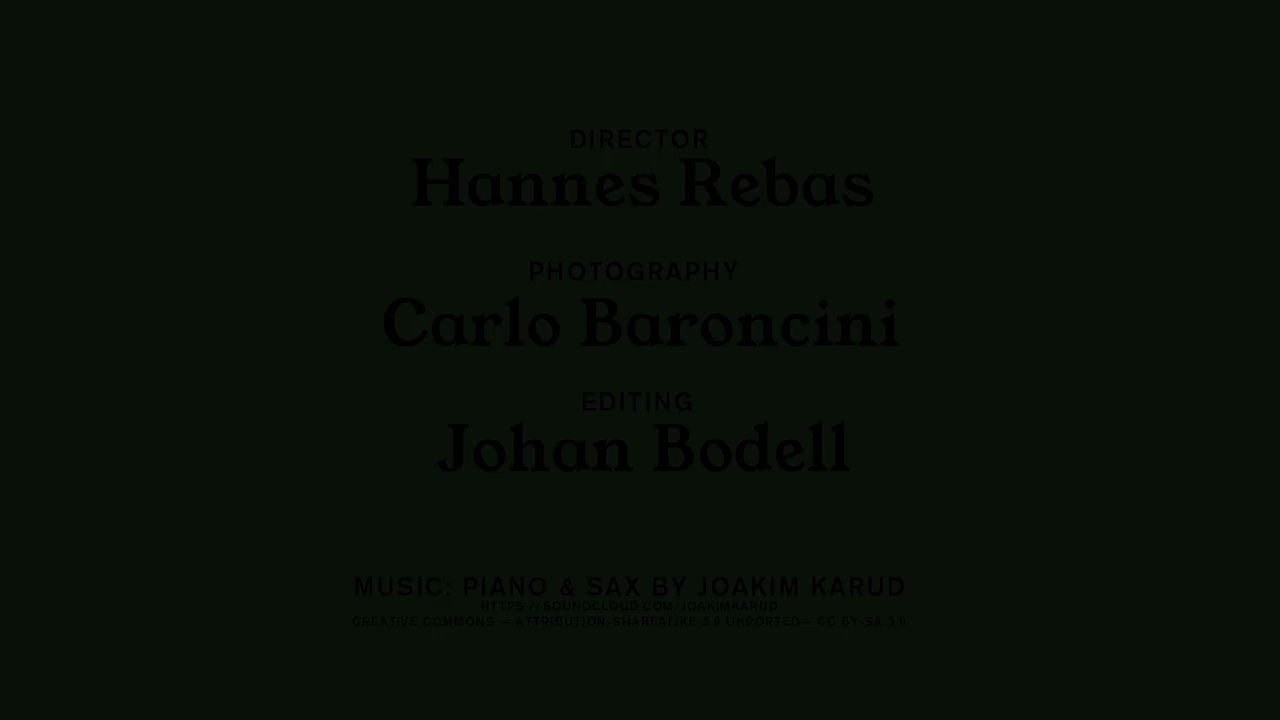 DIRECTOR
Hannes Rebas
PHOTOGRAPHY
Carlo Baroncini
EDITING
Johan Bodell
MUSIC: PIANO & SAX BY JOAKIM KARUD
HTTPS://SOUNDCLOUD.COM/JOAKIMKARUD
CREATIVE COMMONS — ATTRIBUTION-SHAREALIKE 3.0 UNPORTED— CC BY-SA 3.0